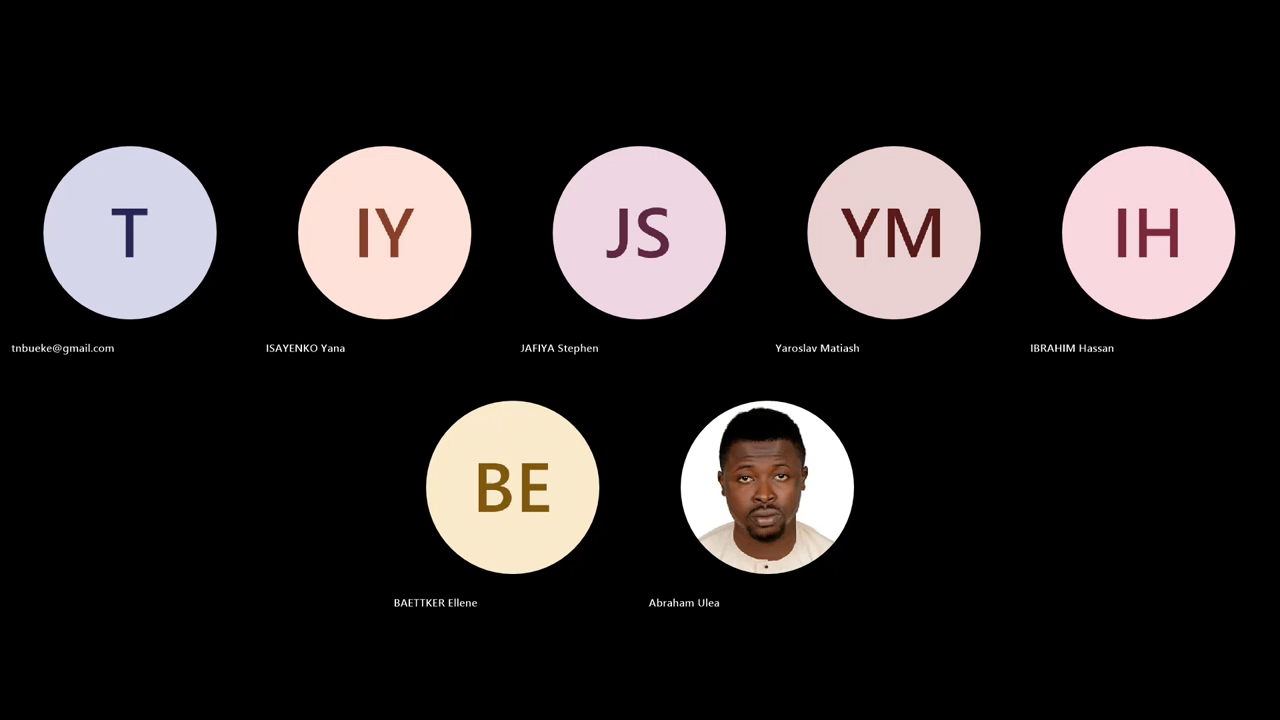 T
IY
JS
YM
IH
tnbueke@gmail.com
ISAYENKO Yana
JAFIYA Stephen
Yaroslav Matiash
IBRAHIM Hassan
BE
BAETTKER Ellene
Abraham Ulea